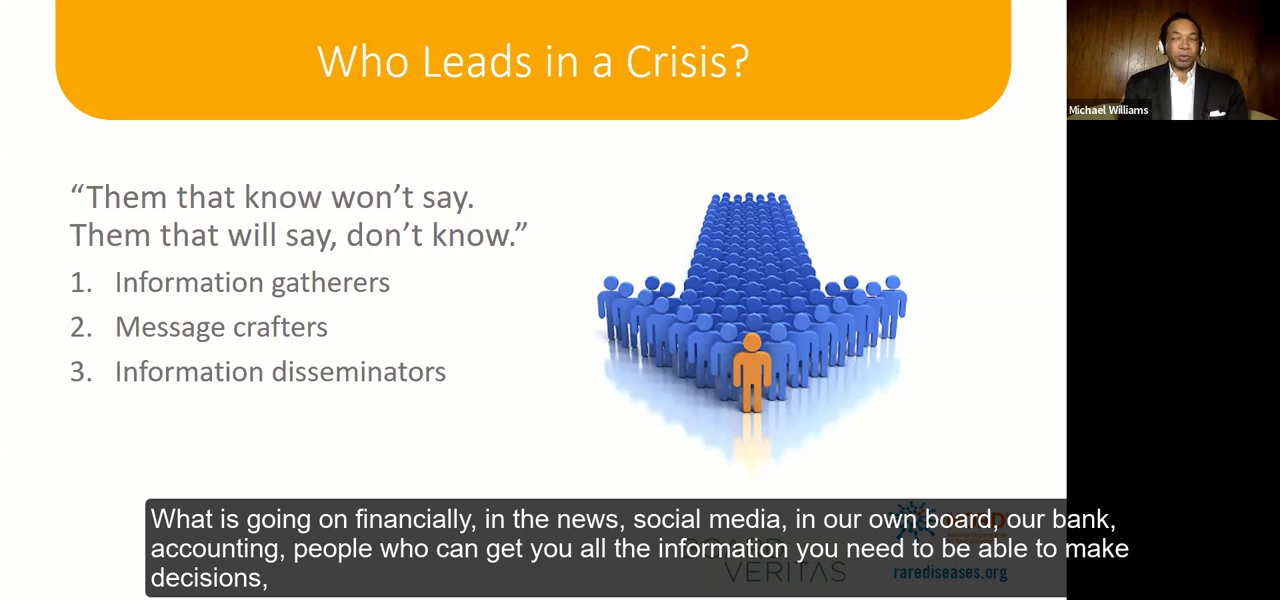 Who Leads in a Crisis?
Michael Williams
“Them that know won’t say.
Them that will say, don’t know.”
1. Information gatherers
2. Message crafters
3. Information disseminators
What is going on financially, in the news, social media, in our own board, our bank,
accounting, people who can get you all the information you need to be able to make
decisions,
VERITAS
rarediseases.org